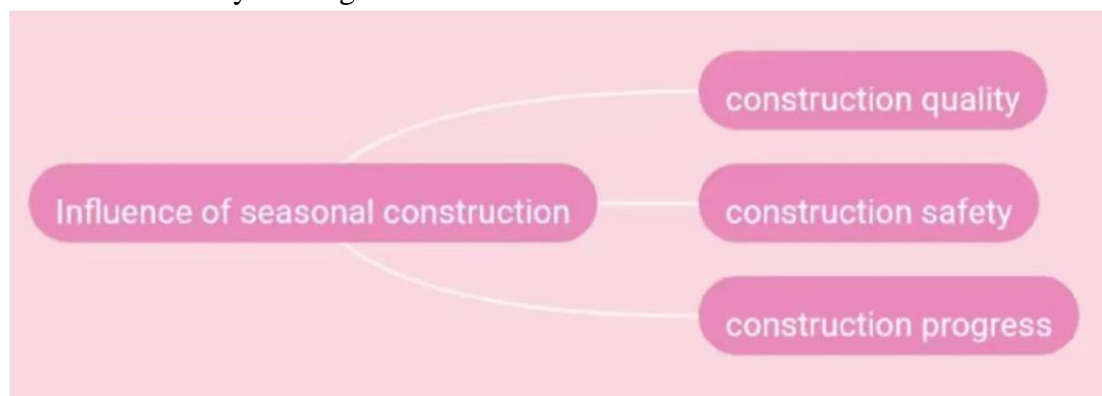 construction quality
Influence of seasonal construction
construction safety
construction progress